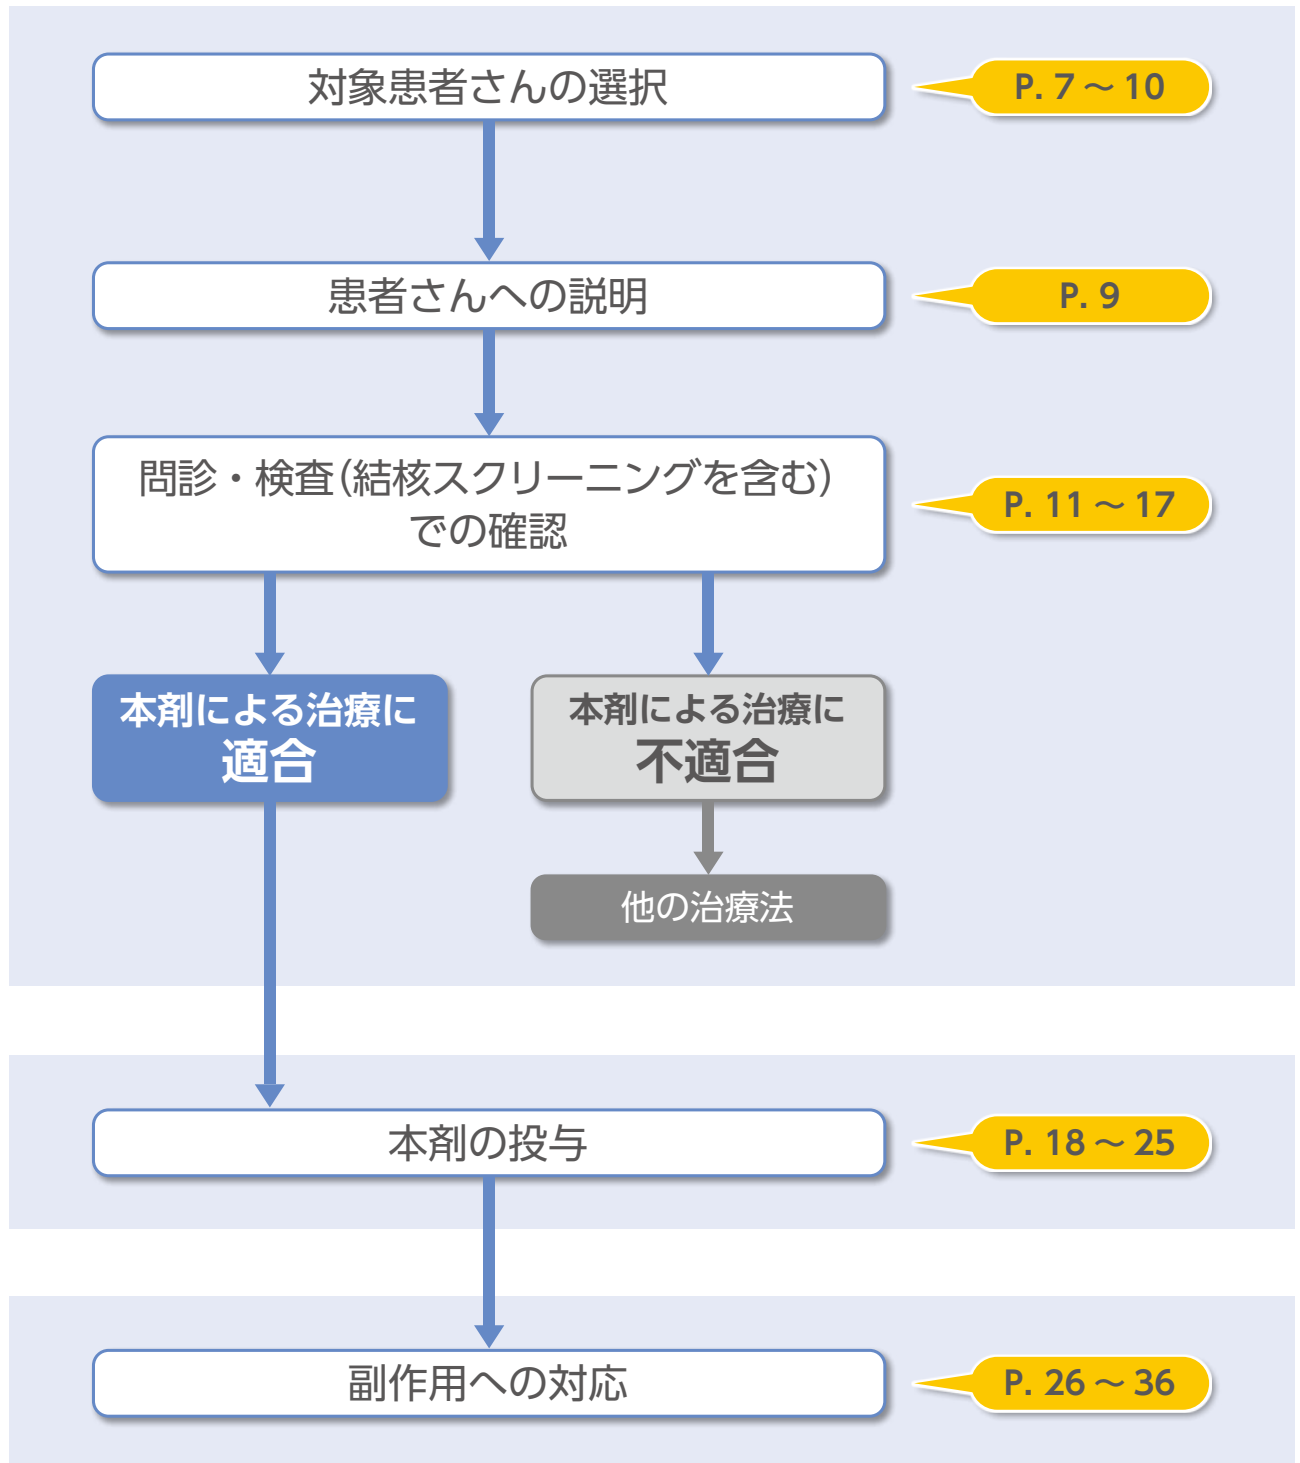 対象患者さんの選択
P. 7 〜 10
患者さんへの説明
P. 9
問診・検査(結核スクリーニングを含む)
での確認
P. 11 〜 17
本剤による治療に
適合
本剤による治療に
不適合
他の治療法
本剤の投与
P. 18 〜 25
副作用への対応
P. 26 〜 36